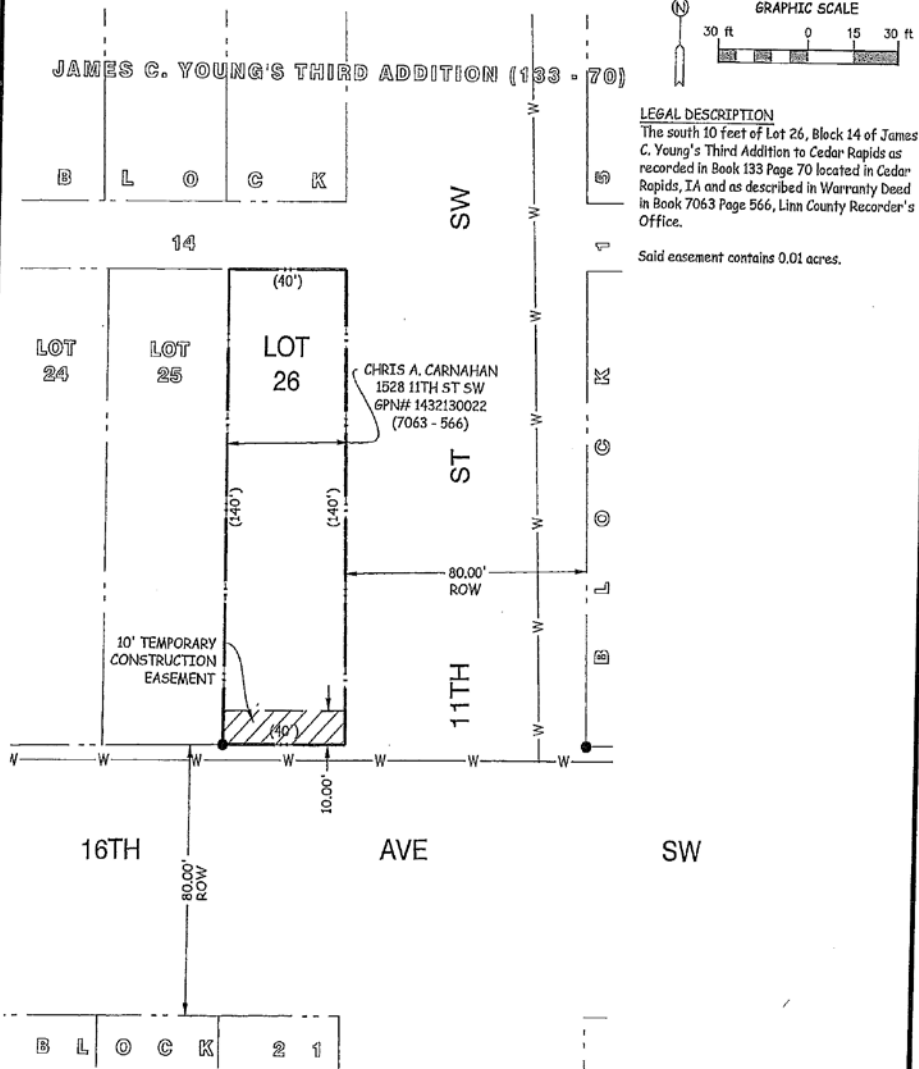 N
GRAPHIC SCALE
30 ft 0 15 30 ft
JAMES C. YOUNG'S THIRD ADDITION (133 - 70)
LEGAL DESCRIPTION
The south 10 feet of Lot 26, Block 14 of James
C. Young's Third Addition to Cedar Rapids as
recorded in Book 133 Page 70 located in Cedar
Rapids, IA and as described in Warranty Deed
in Book 7063 Page 566, Linn County Recorder's
Office.
Said easement contains 0.01 acres.
B L O C K
14
(40')
LOT
24
LOT
25
LOT
26
CHRIS A. CARNAHAN
1528 11TH ST SW
GPN# 1432130022
(7063 - 566)
(140')
(140')
80.00'
ROW
10' TEMPORARY
CONSTRUCTION
EASEMENT
(40')
10.00'
11TH ST SW
B L O C K 1 5
W W W W W W W
W W W W W W W
16TH AVE SW
80.00'
ROW
B L O C K 2 1